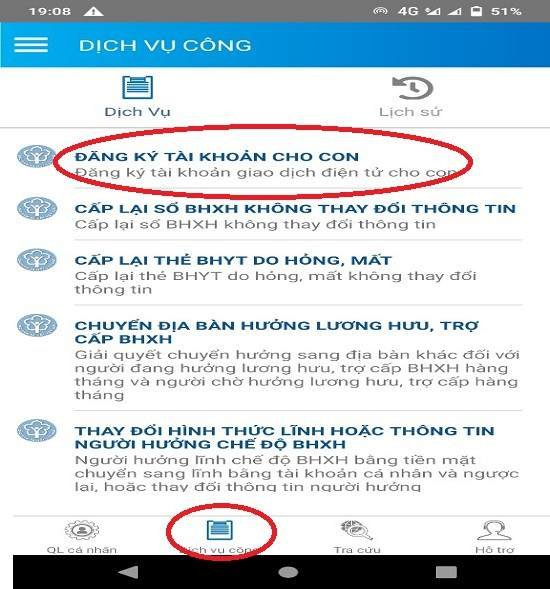 19:08 4G 51%
DỊCH VỤ CÔNG
Dịch Vụ Lịch sử
ĐĂNG KÝ TÀI KHOẢN CHO CON
Đăng ký tài khoản giao dịch điện tử cho con
CẤP LẠI SỔ BHXH KHÔNG THAY ĐỔI THÔNG TIN
Cấp lại sổ BHXH không thay đổi thông tin
CẤP LẠI THẺ BHYT DO HỎNG, MẤT
Cấp lại thẻ BHYT do hỏng, mất không thay đổi
thông tin
CHUYỂN ĐỊA BÀN HƯỞNG LƯƠNG HƯU, TRỢ
CẤP BHXH
Giải quyết chuyển hưởng sang địa bàn khác đối với
người đang hưởng lương hưu, trợ cấp BHXH hàng
tháng và người chờ hưởng lương hưu, trợ cấp hàng
tháng
THAY ĐỔI HÌNH THỨC LĨNH HOẶC THÔNG TIN
NGƯỜI HƯỞNG CHẾ ĐỘ BHXH
Người hưởng lĩnh chế độ BHXH bằng tiền mặt
chuyển sang lĩnh bằng tài khoản cá nhân và ngược
lại, hoặc thay đổi thông tin người hưởng
QL cá nhân Dịch vụ công Tra cứu Hỗ trợ